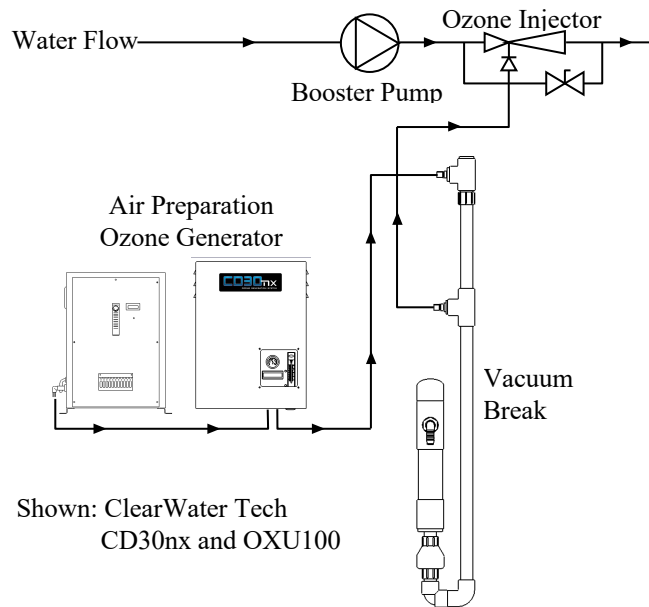 Ozone Injector
Water Flow
Booster Pump
Air Preparation
Ozone Generator
CD30nx
Vacuum
Break
Shown: ClearWater Tech
CD30nx and OXU100